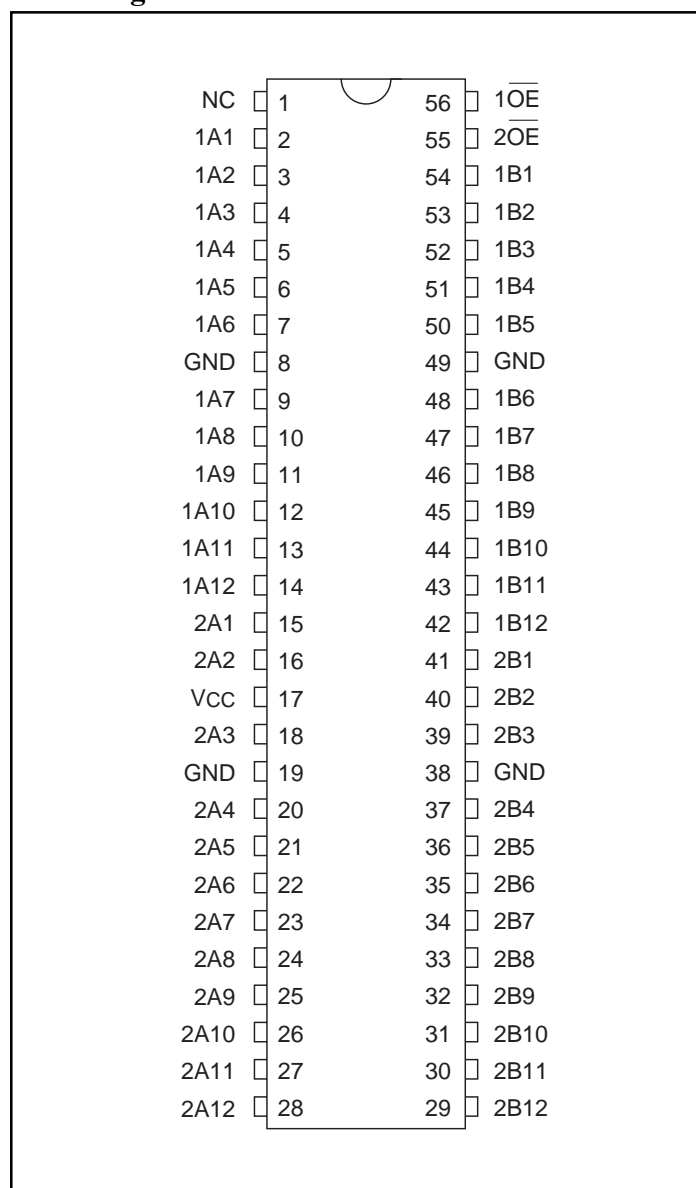 NC 1 56 1O̅E̅
1A1 2 55 2O̅E̅
1A2 3 54 1B1
1A3 4 53 1B2
1A4 5 52 1B3
1A5 6 51 1B4
1A6 7 50 1B5
GND 8 49 GND
1A7 9 48 1B6
1A8 10 47 1B7
1A9 11 46 1B8
1A10 12 45 1B9
1A11 13 44 1B10
1A12 14 43 1B11
2A1 15 42 1B12
2A2 16 41 2B1
VCC 17 40 2B2
2A3 18 39 2B3
GND 19 38 GND
2A4 20 37 2B4
2A5 21 36 2B5
2A6 22 35 2B6
2A7 23 34 2B7
2A8 24 33 2B8
2A9 25 32 2B9
2A10 26 31 2B10
2A11 27 30 2B11
2A12 28 29 2B12